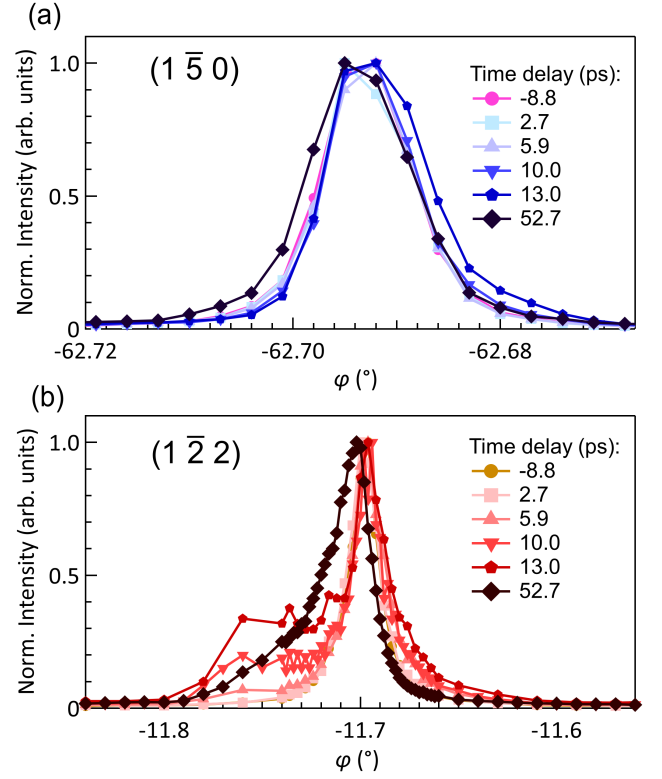 (a)
(1 5̅ 0)
Time delay (ps):
-8.8
2.7
5.9
10.0
13.0
52.7
Norm. Intensity (arb. units)
1.0
0.5
0
-62.72
-62.70
-62.68
φ (°)
(b)
(1 2̅ 2)
Time delay (ps):
-8.8
2.7
5.9
10.0
13.0
52.7
Norm. Intensity (arb. units)
1.0
0.5
0
-11.8
-11.7
-11.6
φ (°)